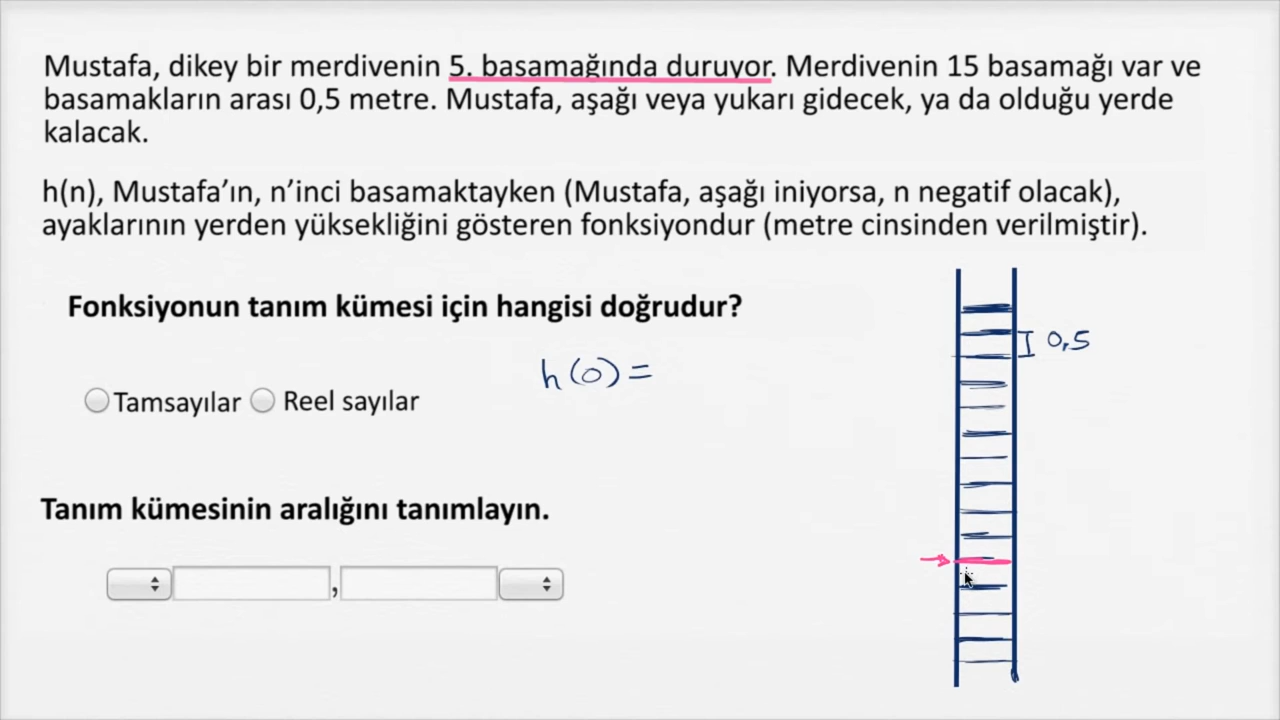 Mustafa, dikey bir merdivenin 5. basamağında duruyor. Merdivenin 15 basamağı var ve
basamakların arası 0,5 metre. Mustafa, aşağı veya yukarı gidecek, ya da olduğu yerde
kalacak.
h(n), Mustafa'ın, n'inci basamaktayken (Mustafa, aşağı iniyorsa, n negatif olacak),
ayaklarının yerden yüksekliğini gösteren fonksiyondur (metre cinsinden verilmiştir).
Fonksiyonun tanım kümesi için hangisi doğrudur?
0,5
h(0) =
Tamsayılar Reel sayılar
Tanım kümesinin aralığını tanımlayın.
,